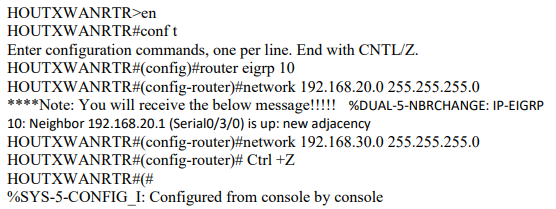 HOUTXWANRTR>en
HOUTXWANRTR#conf t
Enter configuration commands, one per line. End with CNTL/Z.
HOUTXWANRTR#(config)#router eigrp 10
HOUTXWANRTR#(config-router)#network 192.168.20.0 255.255.255.0
****Note: You will receive the below message!!!!! %DUAL-5-NBRCHANGE: IP-EIGRP
10: Neighbor 192.168.20.1 (Serial0/3/0) is up: new adjacency
HOUTXWANRTR#(config-router)#network 192.168.30.0 255.255.255.0
HOUTXWANRTR#(config-router)# Ctrl +Z
HOUTXWANRTR#(#
%SYS-5-CONFIG_I: Configured from console by console